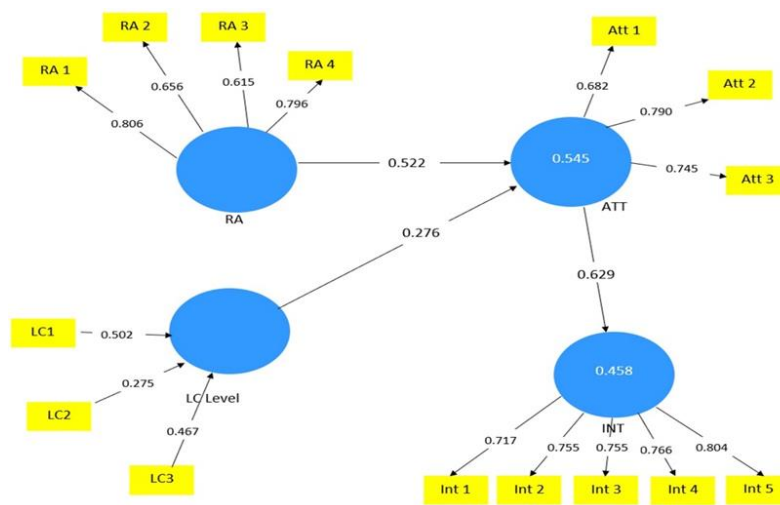 RA 1
RA 2
RA 3
RA 4
0.806
0.656
0.615
0.796
RA
Att 1
Att 2
Att 3
0.682
0.790
0.745
0.545
ATT
0.522
0.276
0.629
LC1
LC2
LC3
0.502
0.275
0.467
LC Level
0.458
INT
0.717
0.755
0.755
0.766
0.804
Int 1
Int 2
Int 3
Int 4
Int 5